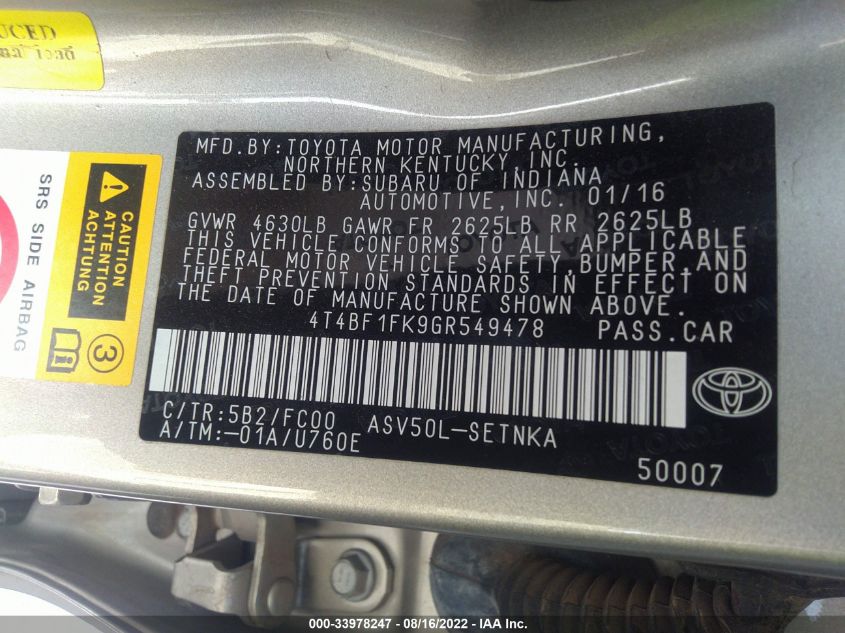 UCED
SRS SIDE AIRBAG
CAUTION
ACHTUNG
ATTENTION
3
MFD.BY:TOYOTA MOTOR MANUFACTURING,
NORTHERN KENTUCKY,INC.
ASSEMBLED BY:SUBARU OF INDIANA
AUTOMOTIVE,INC. 01/16
GVWR 4630LB GAWR FR 2625LB RR 2625LB
THIS VEHICLE CONFORMS TO ALL APPLICABLE
FEDERAL MOTOR VEHICLE SAFETY,BUMPER,AND
THEFT PREVENTION STANDARDS IN EFFECT ON
THE DATE OF MANUFACTURE SHOWN ABOVE.
4T4BF1FK9GR549478 PASS.CAR
C/TR:5B2/FC00 ASV50L-SETNKA
A/TM:-01A/U760E
50007
000-33978247 - 08/16/2022 - IAA Inc.